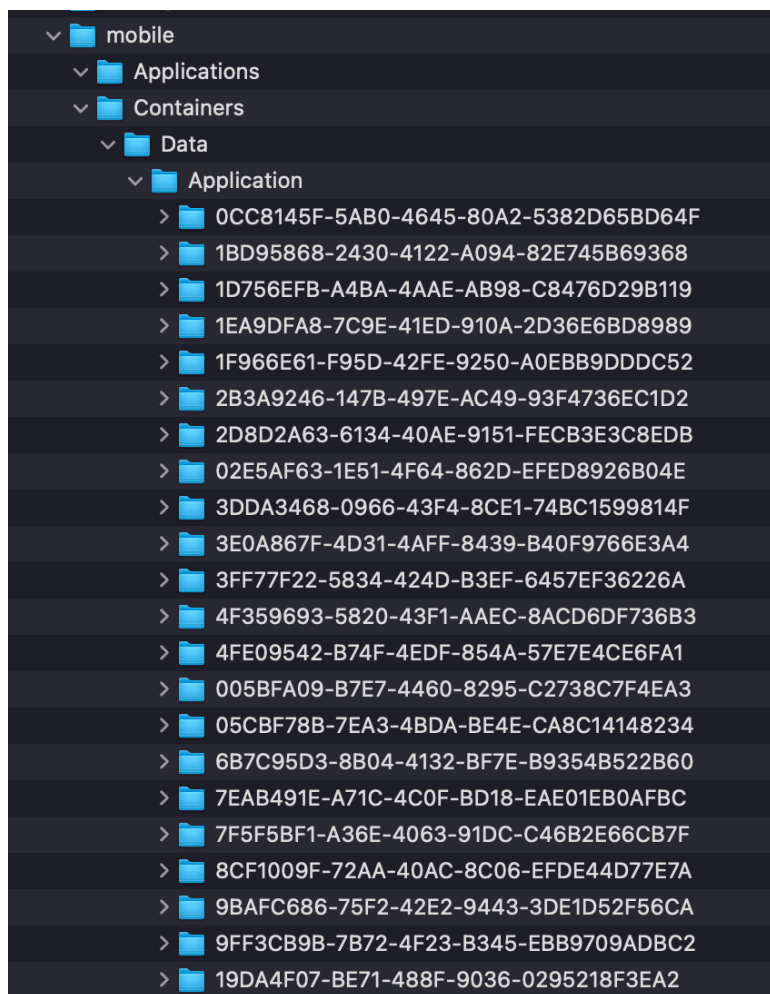 mobile
Applications
Containers
Data
Application
0CC8145F-5AB0-4645-80A2-5382D65BD64F
1BD95868-2430-4122-A094-82E745B69368
1D756EFB-A4BA-4AAE-AB98-C8476D29B119
1EA9DFA8-7C9E-41ED-910A-2D36E6BD8989
1F966E61-F95D-42FE-9250-A0EBB9DDDC52
2B3A9246-147B-497E-AC49-93F4736EC1D2
2D8D2A63-6134-40AE-9151-FECB3E3C8EDB
02E5AF63-1E51-4F64-862D-EFED8926B04E
3DDA3468-0966-43F4-8CE1-74BC1599814F
3E0A867F-4D31-4AFF-8439-B40F9766E3A4
3FF77F22-5834-424D-B3EF-6457EF36226A
4F359693-5820-43F1-AAEC-8ACD6DF736B3
4FE09542-B74F-4EDF-854A-57E7E4CE6FA1
005BFA09-B7E7-4460-8295-C2738C7F4EA3
05CBF78B-7EA3-4BDA-BE4E-CA8C14148234
6B7C95D3-8B04-4132-BF7E-B9354B522B60
7EAB491E-A71C-4C0F-BD18-EAE01EB0AFBC
7F5F5BF1-A36E-4063-91DC-C46B2E66CB7F
8CF1009F-72AA-40AC-8C06-EFDE44D77E7A
9BAFC686-75F2-42E2-9443-3DE1D52F56CA
9FF3CB9B-7B72-4F23-B345-EBB9709ADBC2
19DA4F07-BE71-488F-9036-0295218F3EA2